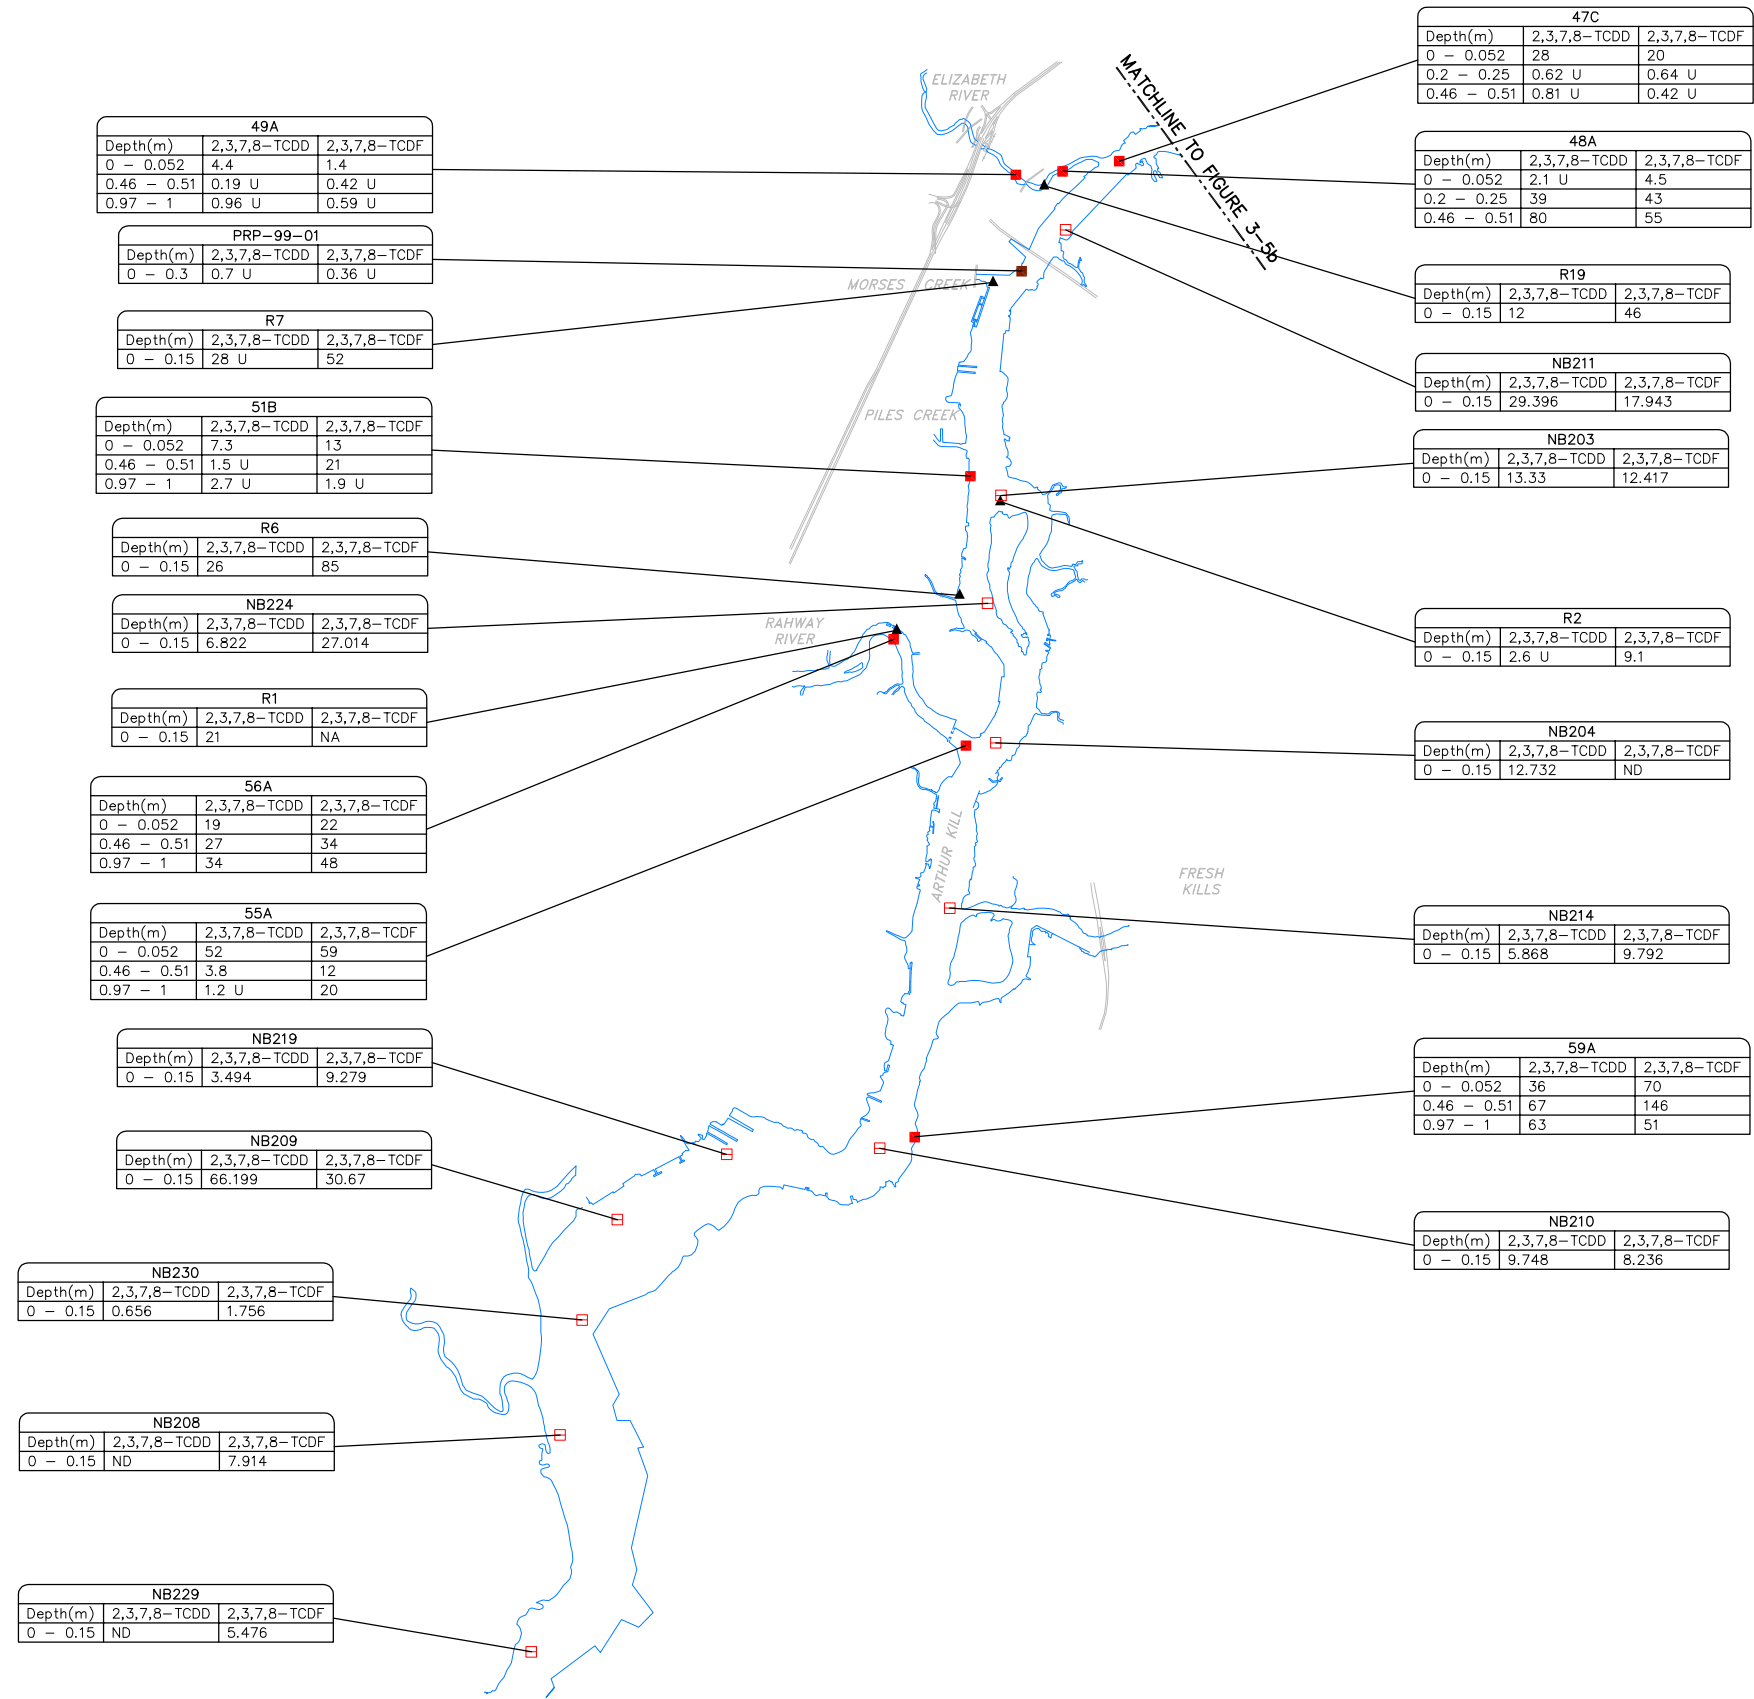 49A
Depth(m) 2,3,7,8-TCDD 2,3,7,8-TCDF
0 - 0.052 4.4 1.4
0.46 - 0.51 0.19 U 0.42 U
0.97 - 1 0.96 U 0.59 U
PRP-99-01
Depth(m) 2,3,7,8-TCDD 2,3,7,8-TCDF
0 - 0.3 0.7 U 0.36 U
R7
Depth(m) 2,3,7,8-TCDD 2,3,7,8-TCDF
0 - 0.15 28 U 52
51B
Depth(m) 2,3,7,8-TCDD 2,3,7,8-TCDF
0 - 0.052 7.3 13
0.46 - 0.51 1.5 U 21
0.97 - 1 2.7 U 1.9 U
R6
Depth(m) 2,3,7,8-TCDD 2,3,7,8-TCDF
0 - 0.15 26 85
NB224
Depth(m) 2,3,7,8-TCDD 2,3,7,8-TCDF
0 - 0.15 6.822 27.014
R1
Depth(m) 2,3,7,8-TCDD 2,3,7,8-TCDF
0 - 0.15 21 NA
56A
Depth(m) 2,3,7,8-TCDD 2,3,7,8-TCDF
0 - 0.052 19 22
0.46 - 0.51 27 34
0.97 - 1 34 48
55A
Depth(m) 2,3,7,8-TCDD 2,3,7,8-TCDF
0 - 0.052 52 59
0.46 - 0.51 3.8 12
0.97 - 1 1.2 U 20
NB219
Depth(m) 2,3,7,8-TCDD 2,3,7,8-TCDF
0 - 0.15 3.494 9.279
NB209
Depth(m) 2,3,7,8-TCDD 2,3,7,8-TCDF
0 - 0.15 66.199 30.67
NB230
Depth(m) 2,3,7,8-TCDD 2,3,7,8-TCDF
0 - 0.15 0.656 1.756
NB208
Depth(m) 2,3,7,8-TCDD 2,3,7,8-TCDF
0 - 0.15 ND 7.914
NB229
Depth(m) 2,3,7,8-TCDD 2,3,7,8-TCDF
0 - 0.15 ND 5.476
ELIZABETH
RIVER
MATCHLINE TO FIGURE 3-5b
MORSES CREEK
PILES CREEK
RAHWAY
RIVER
ARTHUR KILL
FRESH
KILLS
47C
Depth(m) 2,3,7,8-TCDD 2,3,7,8-TCDF
0 - 0.052 28 20
0.2 - 0.25 0.62 U 0.64 U
0.46 - 0.51 0.81 U 0.42 U
48A
Depth(m) 2,3,7,8-TCDD 2,3,7,8-TCDF
0 - 0.052 2.1 U 4.5
0.2 - 0.25 39 43
0.46 - 0.51 80 55
R19
Depth(m) 2,3,7,8-TCDD 2,3,7,8-TCDF
0 - 0.15 12 46
NB211
Depth(m) 2,3,7,8-TCDD 2,3,7,8-TCDF
0 - 0.15 29.396 17.943
NB203
Depth(m) 2,3,7,8-TCDD 2,3,7,8-TCDF
0 - 0.15 13.33 12.417
R2
Depth(m) 2,3,7,8-TCDD 2,3,7,8-TCDF
0 - 0.15 2.6 U 9.1
NB204
Depth(m) 2,3,7,8-TCDD 2,3,7,8-TCDF
0 - 0.15 12.732 ND
NB214
Depth(m) 2,3,7,8-TCDD 2,3,7,8-TCDF
0 - 0.15 5.868 9.792
59A
Depth(m) 2,3,7,8-TCDD 2,3,7,8-TCDF
0 - 0.052 36 70
0.46 - 0.51 67 146
0.97 - 1 63 51
NB210
Depth(m) 2,3,7,8-TCDD 2,3,7,8-TCDF
0 - 0.15 9.748 8.236